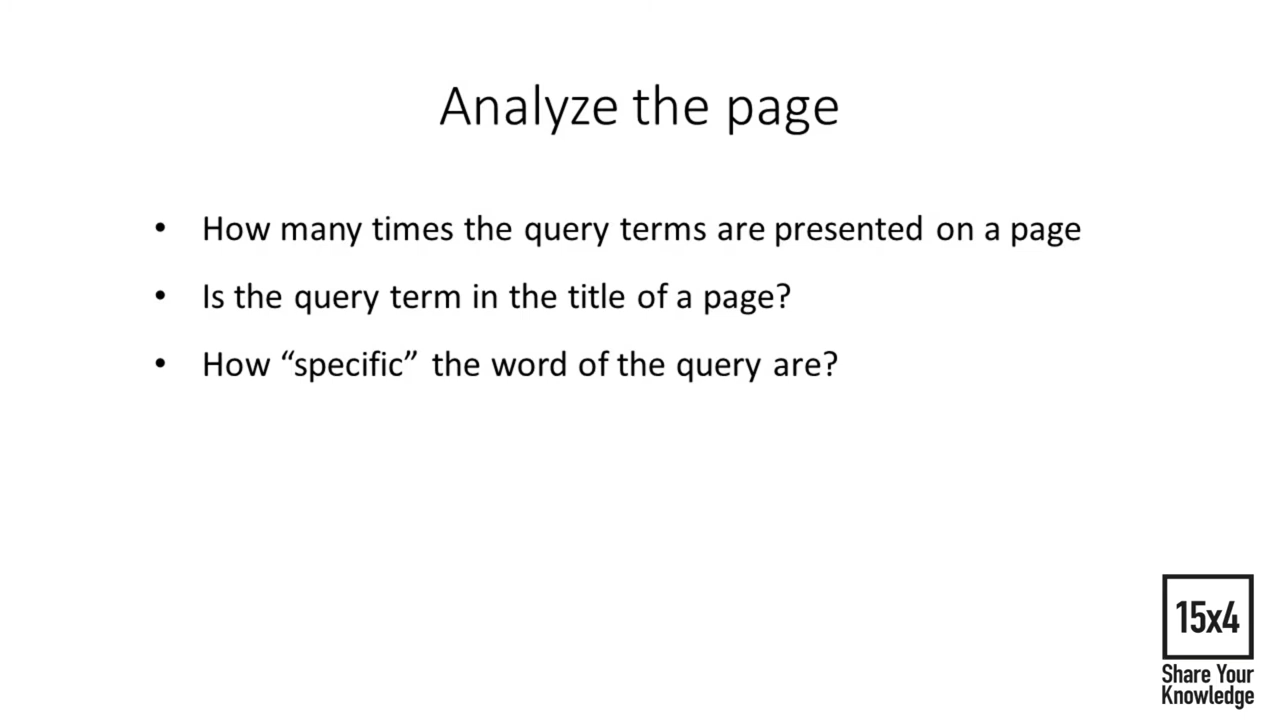 Analyze the page
• How many times the query terms are presented on a page
• Is the query term in the title of a page?
• How “specific” the word of the query are?
15x4
Share Your
Knowledge